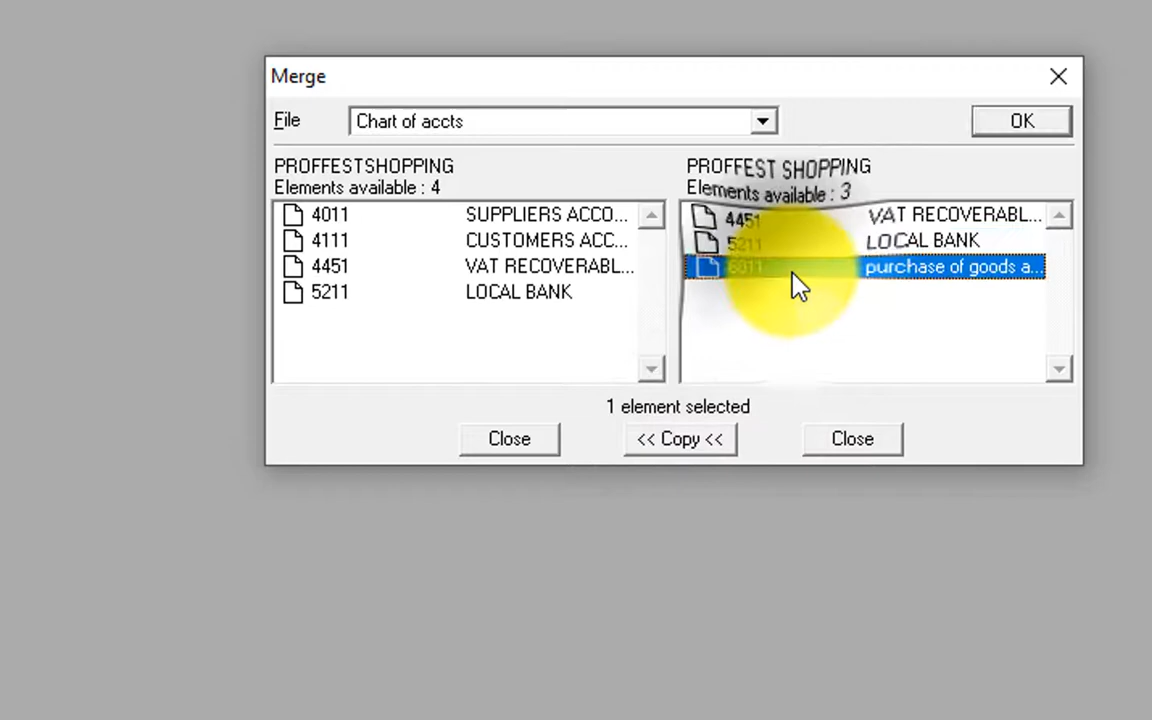 Merge
File
Chart of accts
OK
PROFFESTSHOPPING
Elements available : 4
4011 SUPPLIERS ACCO...
4111 CUSTOMERS ACC...
4451 VAT RECOVERABL...
5211 LOCAL BANK
PROFFEST SHOPPING
Elements available : 3
4451 VAT RECOVERABL...
5211 LOCAL BANK
6011 purchase of goods a...
1 element selected
Close
<< Copy <<
Close